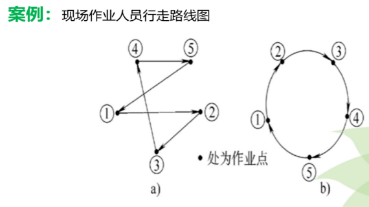 案例：现场作业人员行走路线图
④ ⑤ ② ③
① ② ① ④
③ ⑤
处为作业点
a) b)